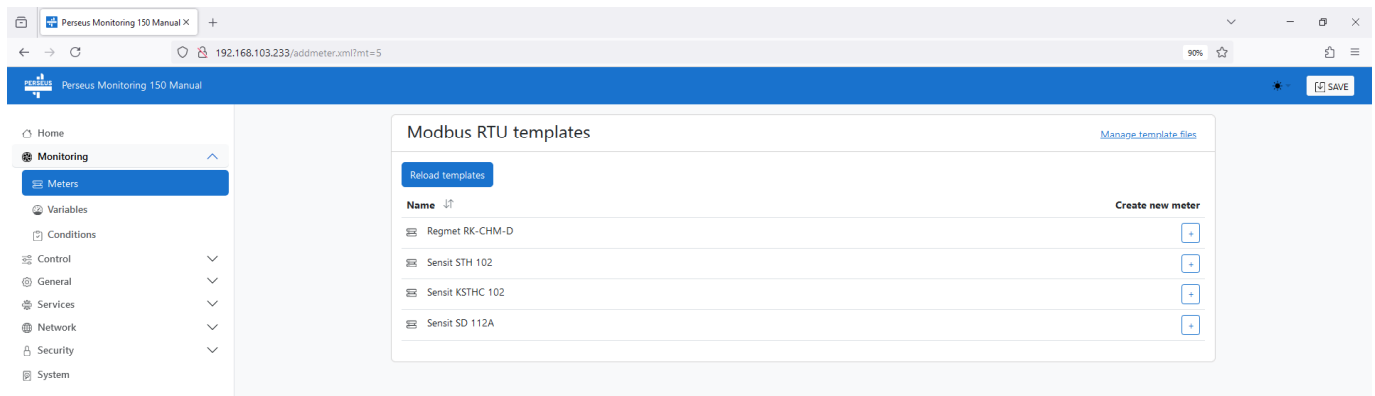 Perseus Monitoring 150 Manual
192.168.103.233/addmeter.xml?mt=5
90%
PERSEUS
Perseus Monitoring 150 Manual
SAVE
Home
Monitoring
Meters
Variables
Conditions
Control
General
Services
Network
Security
System
Modbus RTU templates
Manage template files
Reload templates
Name
Create new meter
Regmet RK-CHM-D
+
Sensit STH 102
+
Sensit KSTHC 102
+
Sensit SD 112A
+